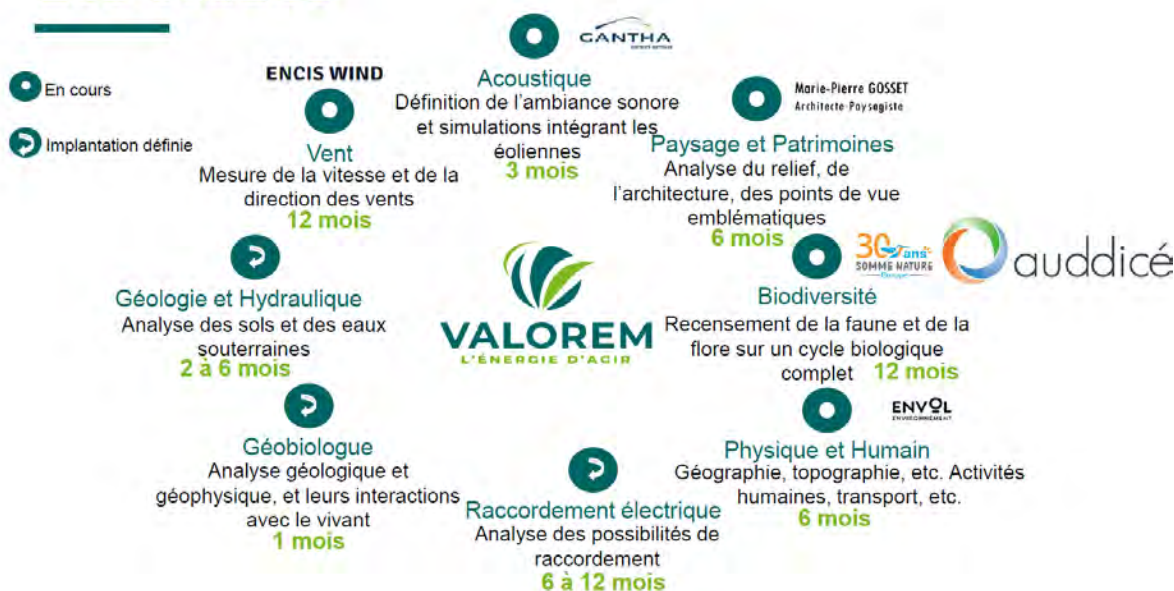 En cours
Implantation définie
ENCIS WIND
Vent
Mesure de la vitesse et de la
direction des vents
12 mois
GANTHA
Acoustique
Définition de l'ambiance sonore
et simulations intégrant les
éoliennes
3 mois
Marie-Pierre GOSSET
Architecte-Paysagiste
Paysage et Patrimoines
Analyse du relief, de
l'architecture, des points de vue
emblématiques
6 mois
30 ans
SOMME NATURE
auddicé
Biodiversité
Recensement de la faune et de la
flore sur un cycle biologique
complet 12 mois
ENVOL
ENVIRONNEMENT
Physique et Humain
Géographie, topographie, etc. Activités
humaines, transport, etc.
6 mois
Raccordement électrique
Analyse des possibilités de
raccordement
6 à 12 mois
Géobiologue
Analyse géologique et
géophysique, et leurs interactions
avec le vivant
1 mois
Géologie et Hydraulique
Analyse des sols et des eaux
souterraines
2 à 6 mois
VALOREM
L'ÉNERGIE D'AGIR